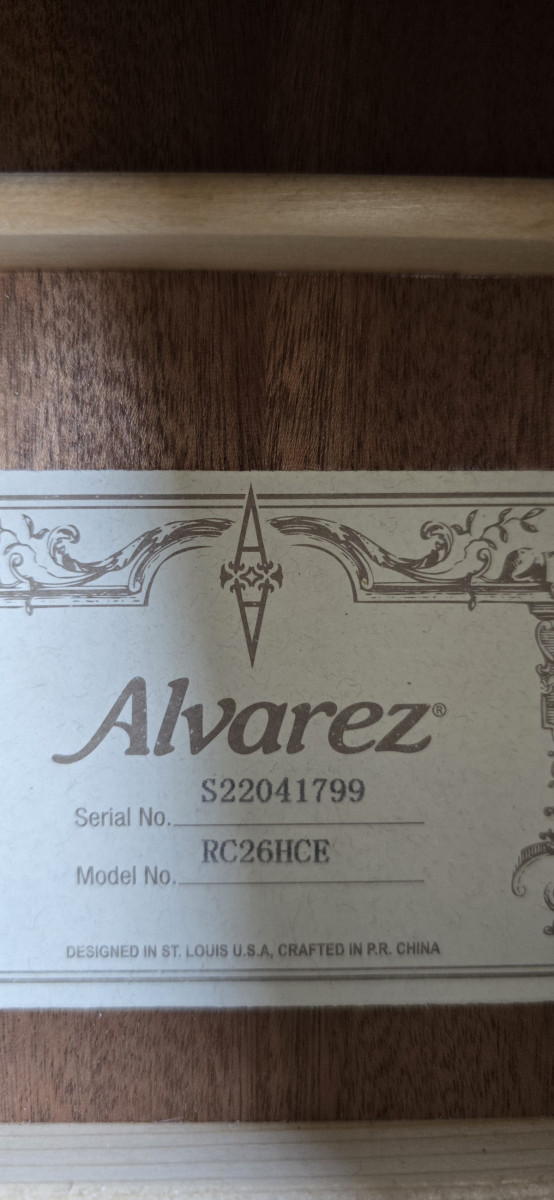 Alvarez®
S22041799
Serial No.
RC26HCE
Model No.
DESIGNED IN ST. LOUIS U.S.A, CRAFTED IN P.R. CHINA